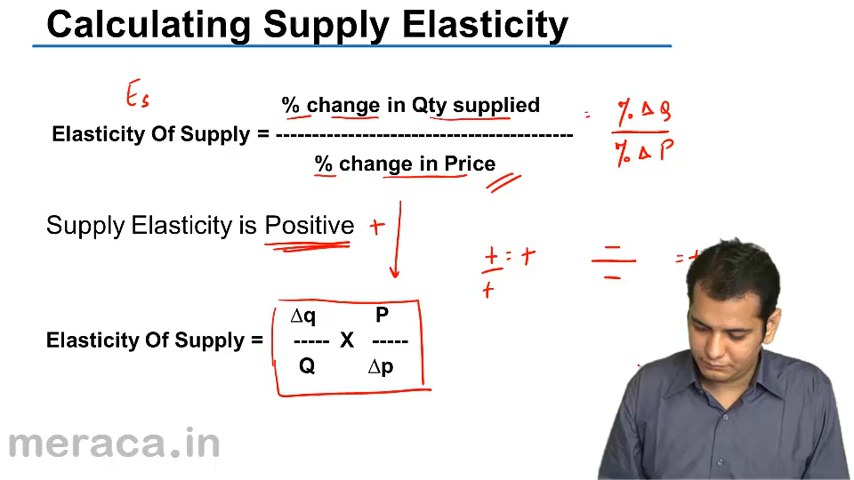 Calculating Supply Elasticity
Es
% change in Qty supplied
Elasticity Of Supply = ---------------------------------------- = %ΔQ / %ΔP
% change in Price
Supply Elasticity is Positive +
+/+ = + −/− = +
Δq P
Elasticity Of Supply = ----- X -----
Q Δp
meraca.in